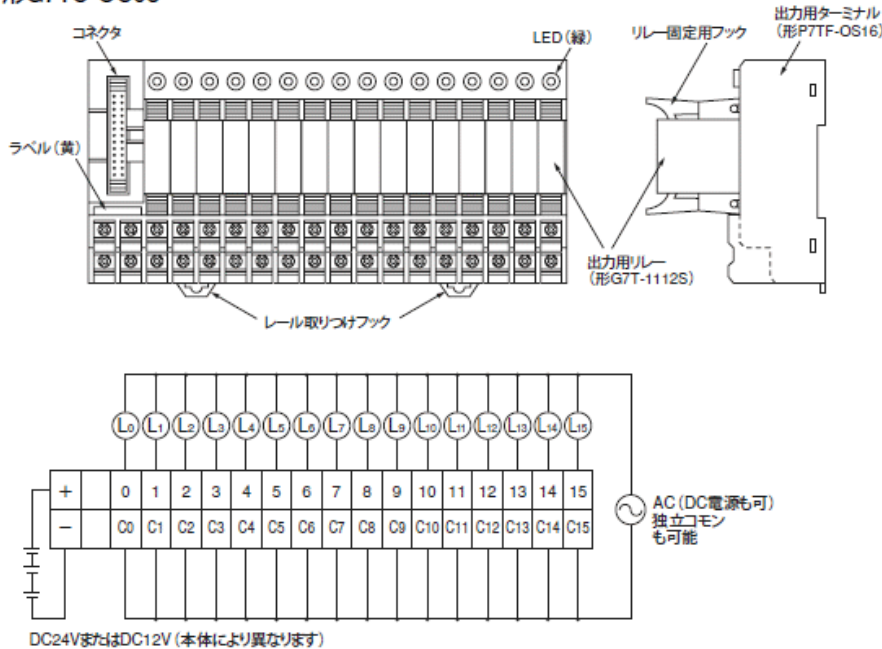 コネクタ
LED（緑）
リレー固定用フック
出力用ターミナル
（形P7TF-OS16）
ラベル（黄）
出力用リレー
（形G7T-1112S）
レール取りつけフック
L0 L1 L2 L3 L4 L5 L6 L7 L8 L9 L10 L11 L12 L13 L14 L15
+ 0 1 2 3 4 5 6 7 8 9 10 11 12 13 14 15
− C0 C1 C2 C3 C4 C5 C6 C7 C8 C9 C10 C11 C12 C13 C14 C15
AC（DC電源も可）
独立コモン
も可能
DC24VまたはDC12V（本体により異なります）